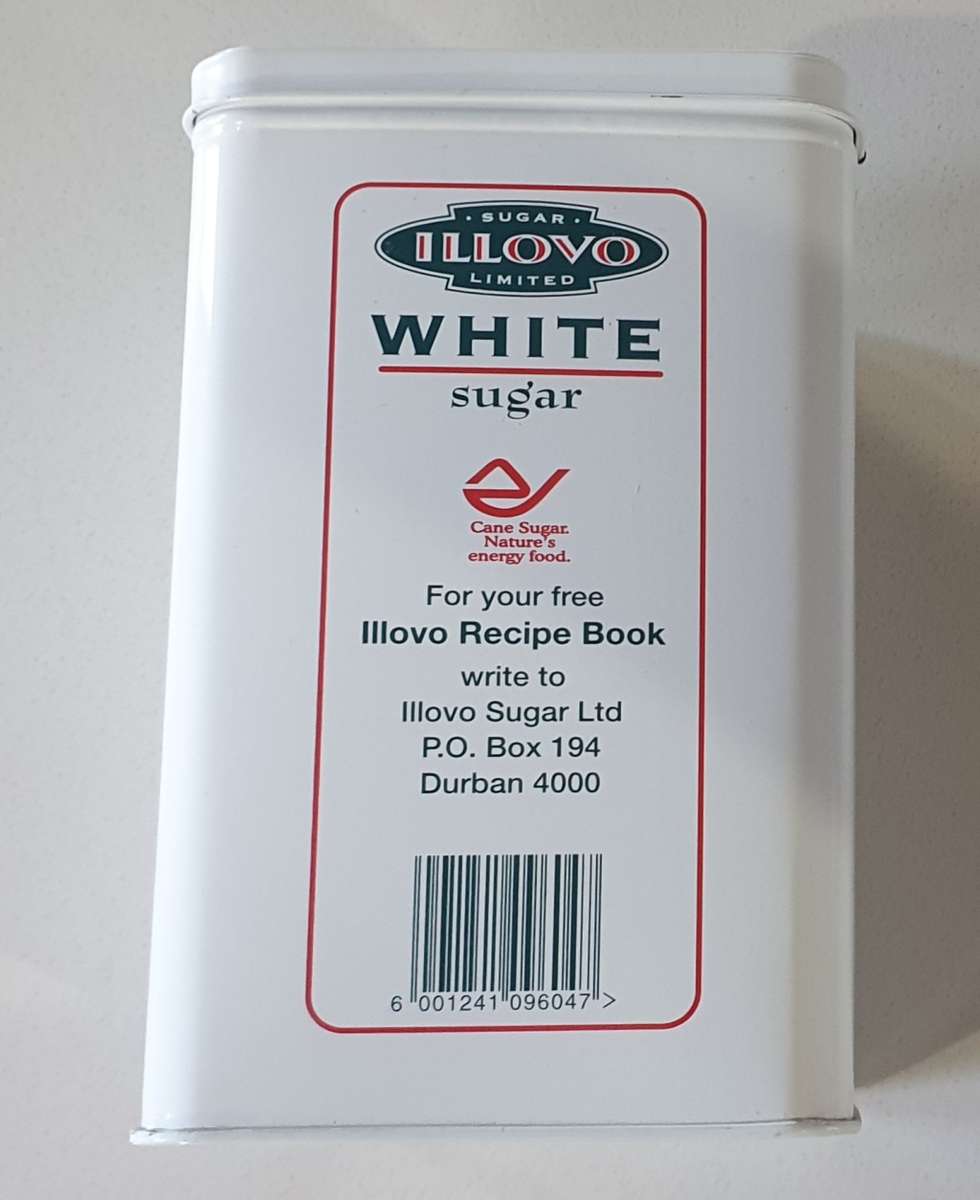 · SUGAR ·
ILLOVO
LIMITED
WHITE
sugar
Cane Sugar.
Nature's
energy food.
For your free
Illovo Recipe Book
write to
Illovo Sugar Ltd
P.O. Box 194
Durban 4000
6 001241 096047 >